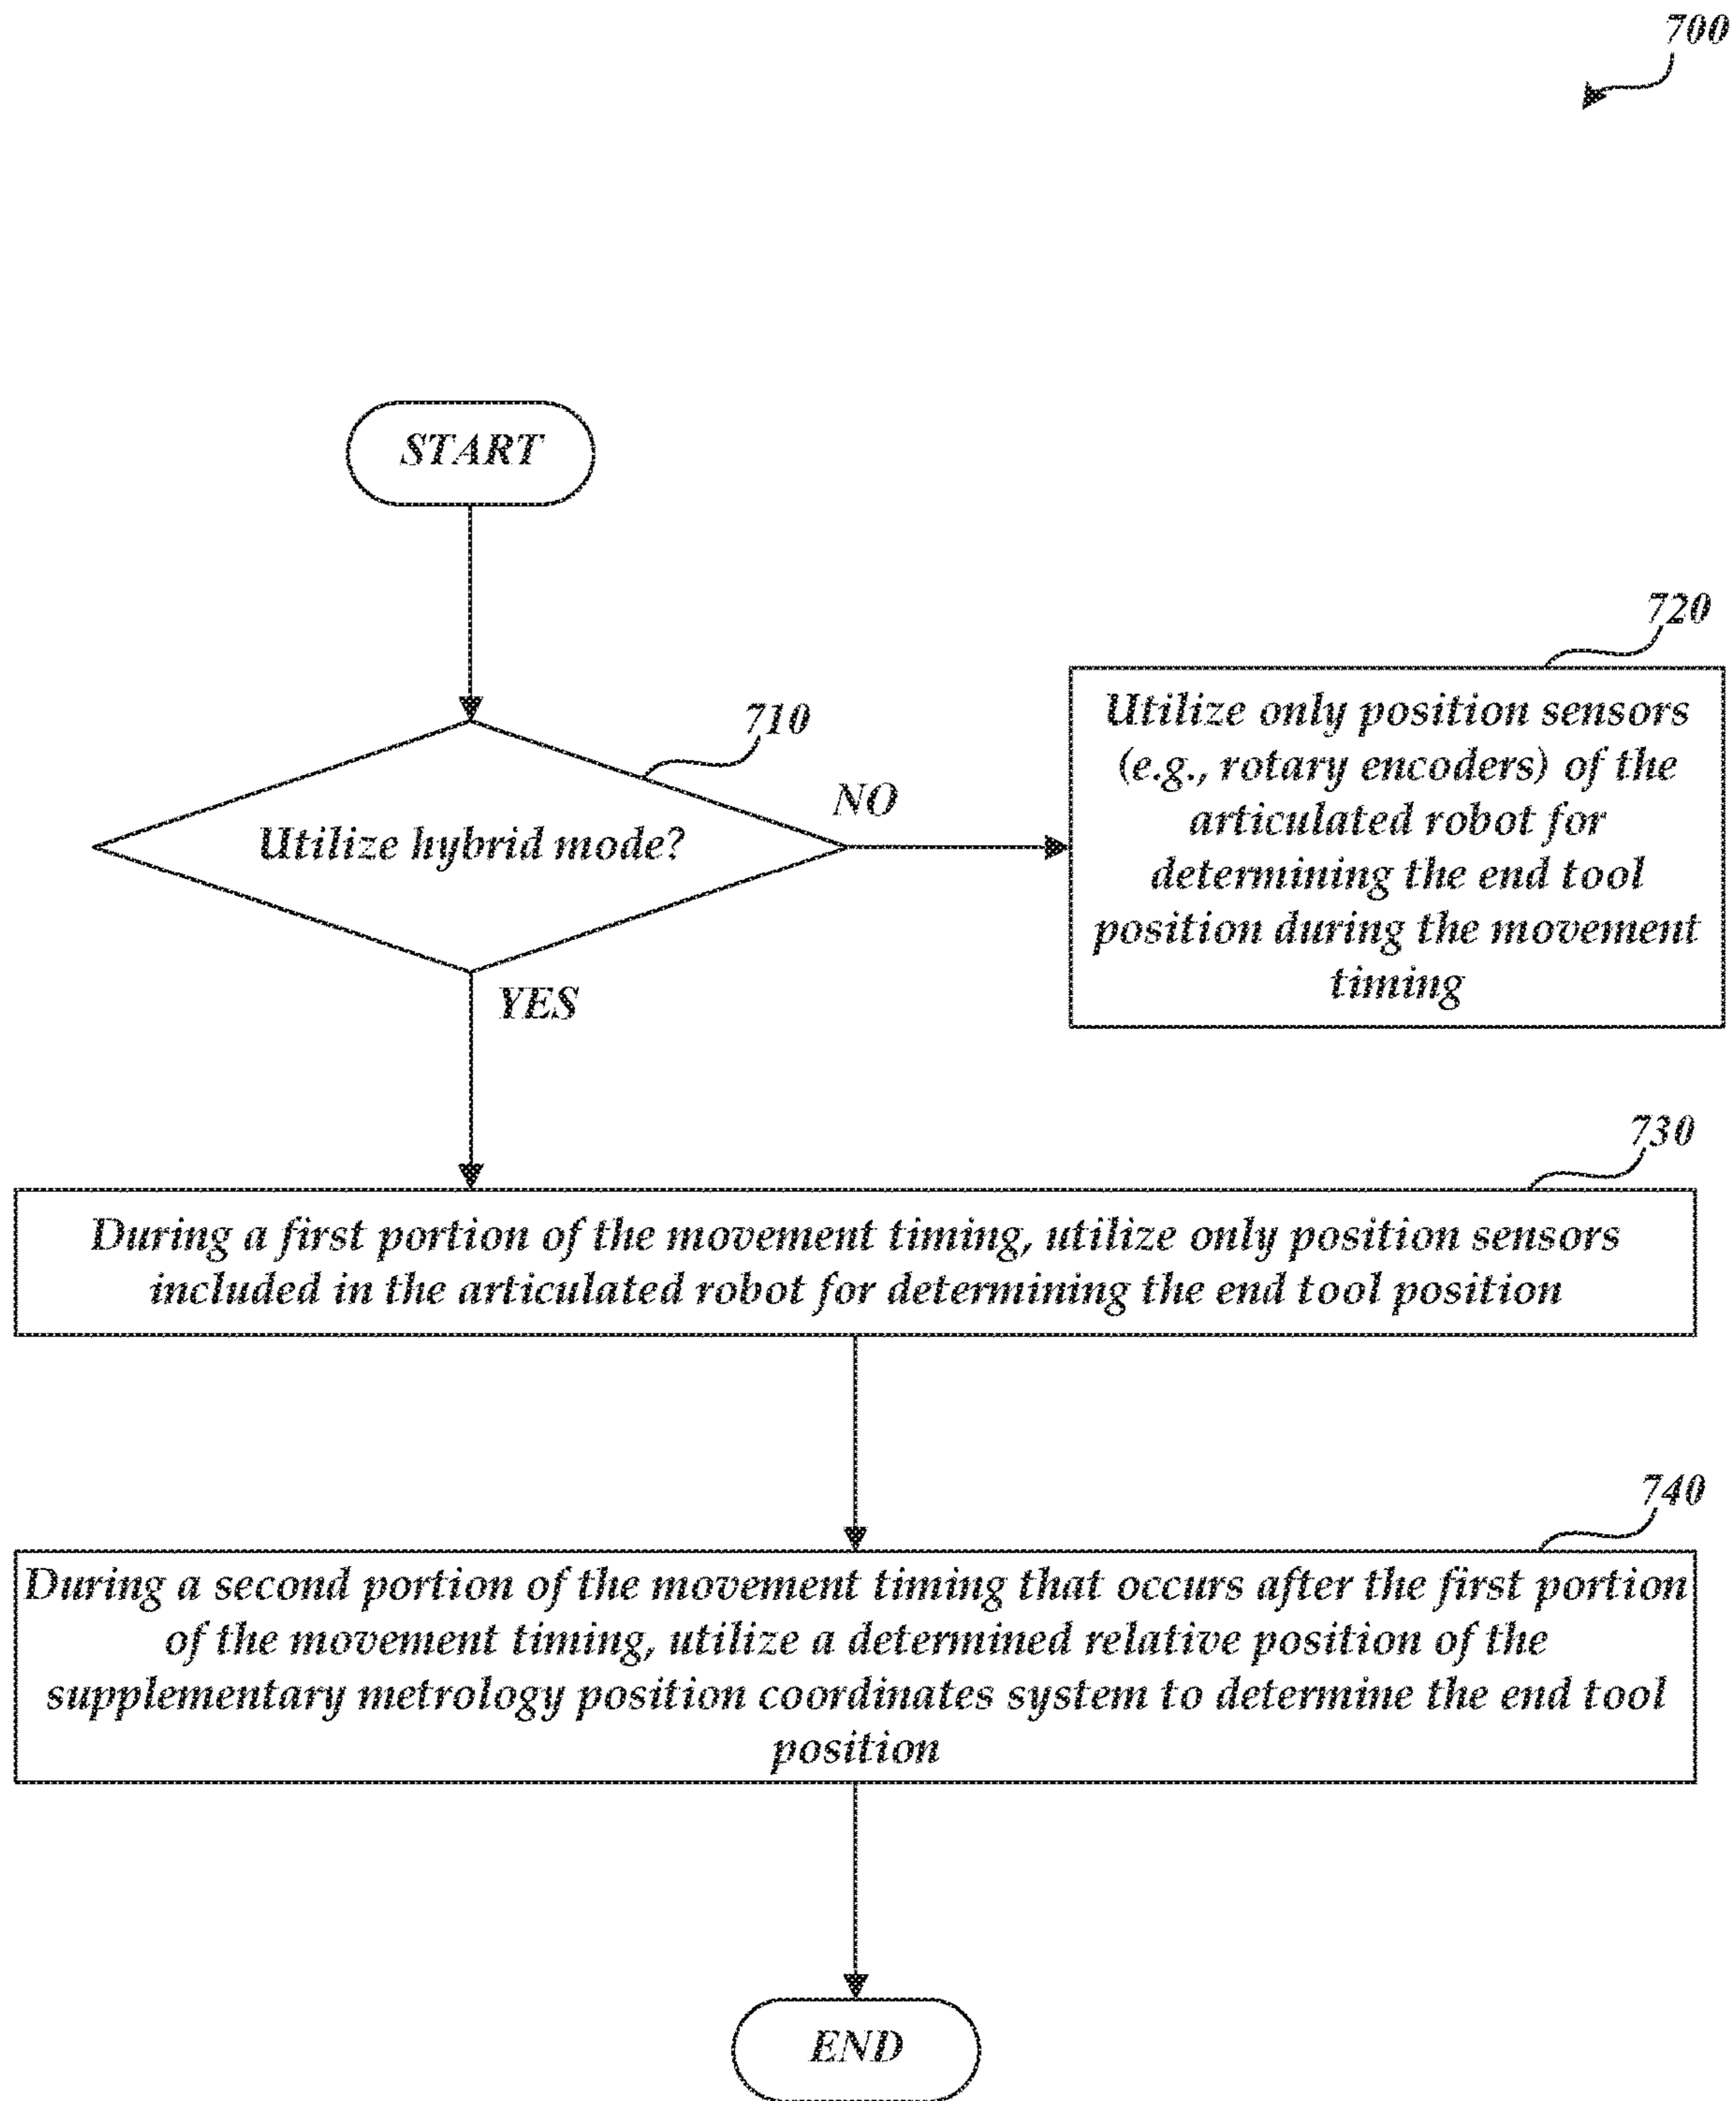 700
START
720
Utilize only position sensors
(e.g., rotary encoders) of the
articulated robot for
determining the end tool
position during the movement
timing
710
NO
Utilize hybrid mode?
YES
730
During a first portion of the movement timing, utilize only position sensors
included in the articulated robot for determining the end tool position
740
During a second portion of the movement timing that occurs after the first portion
of the movement timing, utilize a determined relative position of the
supplementary metrology position coordinates system to determine the end tool
position
END